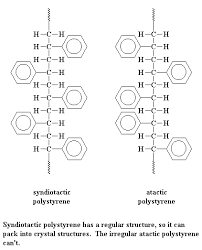 H-C-H H-C-H
H-C C-H
H-C-H H-C-H
C-H H-C
H-C-H H-C-H
H-C C-H
H-C-H H-C-H
C-H C-H
H-C-H H-C-H
H-C H-C
syndiotactic atactic
polystyrene polystyrene
Syndiotactic polystyrene has a regular structure, so it can
pack into crystal structures. The irregular atactic polystyrene
can't.